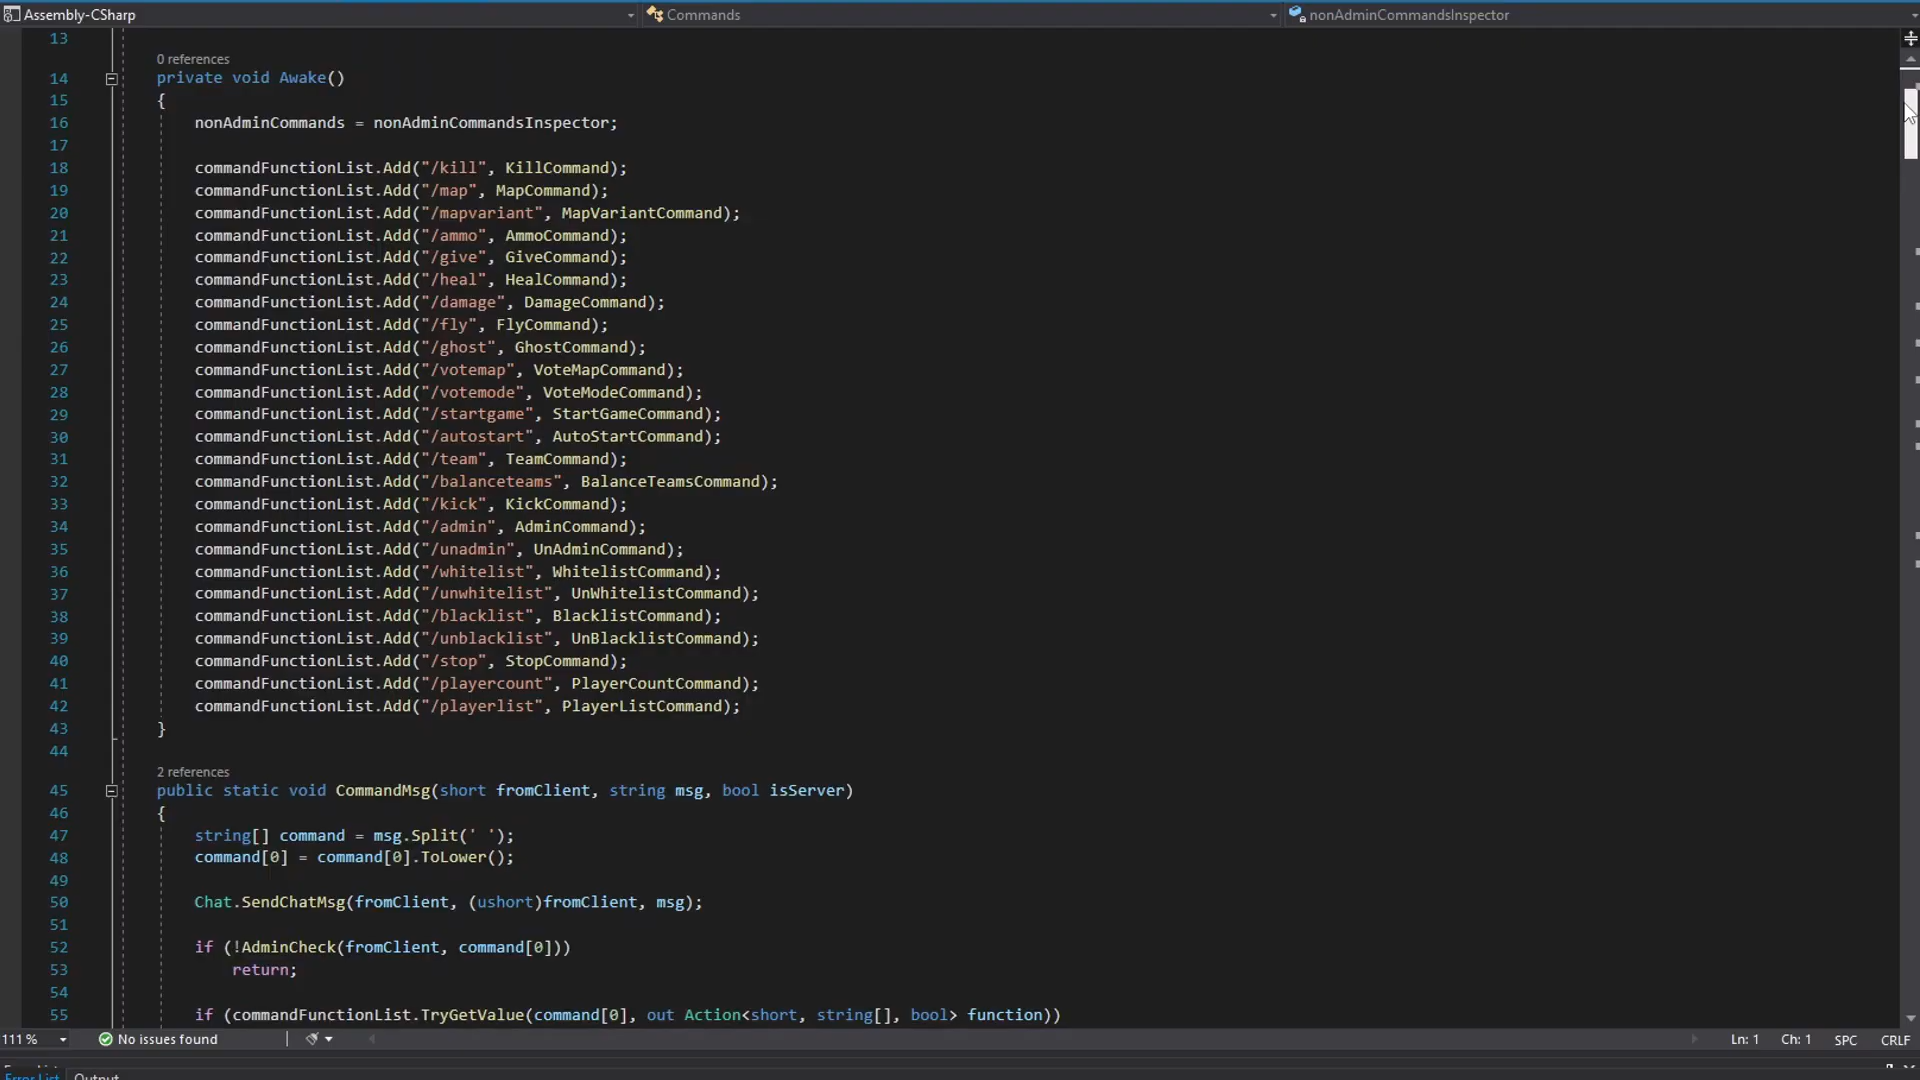 Assembly-CSharp Commands nonAdminCommandsInspector
13
0 references
14 private void Awake()
15 {
16 nonAdminCommands = nonAdminCommandsInspector;
17
18 commandFunctionList.Add("/kill", KillCommand);
19 commandFunctionList.Add("/map", MapCommand);
20 commandFunctionList.Add("/mapvariant", MapVariantCommand);
21 commandFunctionList.Add("/ammo", AmmoCommand);
22 commandFunctionList.Add("/give", GiveCommand);
23 commandFunctionList.Add("/heal", HealCommand);
24 commandFunctionList.Add("/damage", DamageCommand);
25 commandFunctionList.Add("/fly", FlyCommand);
26 commandFunctionList.Add("/ghost", GhostCommand);
27 commandFunctionList.Add("/votemap", VoteMapCommand);
28 commandFunctionList.Add("/votemode", VoteModeCommand);
29 commandFunctionList.Add("/startgame", StartGameCommand);
30 commandFunctionList.Add("/autostart", AutoStartCommand);
31 commandFunctionList.Add("/team", TeamCommand);
32 commandFunctionList.Add("/balanceteams", BalanceTeamsCommand);
33 commandFunctionList.Add("/kick", KickCommand);
34 commandFunctionList.Add("/admin", AdminCommand);
35 commandFunctionList.Add("/unadmin", UnAdminCommand);
36 commandFunctionList.Add("/whitelist", WhitelistCommand);
37 commandFunctionList.Add("/unwhitelist", UnWhitelistCommand);
38 commandFunctionList.Add("/blacklist", BlacklistCommand);
39 commandFunctionList.Add("/unblacklist", UnBlacklistCommand);
40 commandFunctionList.Add("/stop", StopCommand);
41 commandFunctionList.Add("/playercount", PlayerCountCommand);
42 commandFunctionList.Add("/playerlist", PlayerListCommand);
43 }
44
2 references
45 public static void CommandMsg(short fromClient, string msg, bool isServer)
46 {
47 string[] command = msg.Split(' ');
48 command[0] = command[0].ToLower();
49
50 Chat.SendChatMsg(fromClient, (ushort)fromClient, msg);
51
52 if (!AdminCheck(fromClient, command[0]))
53 return;
54
55 if (commandFunctionList.TryGetValue(command[0], out Action<short, string[], bool> function))
111 % No issues found Ln: 1 Ch: 1 SPC CRLF
Error List Output